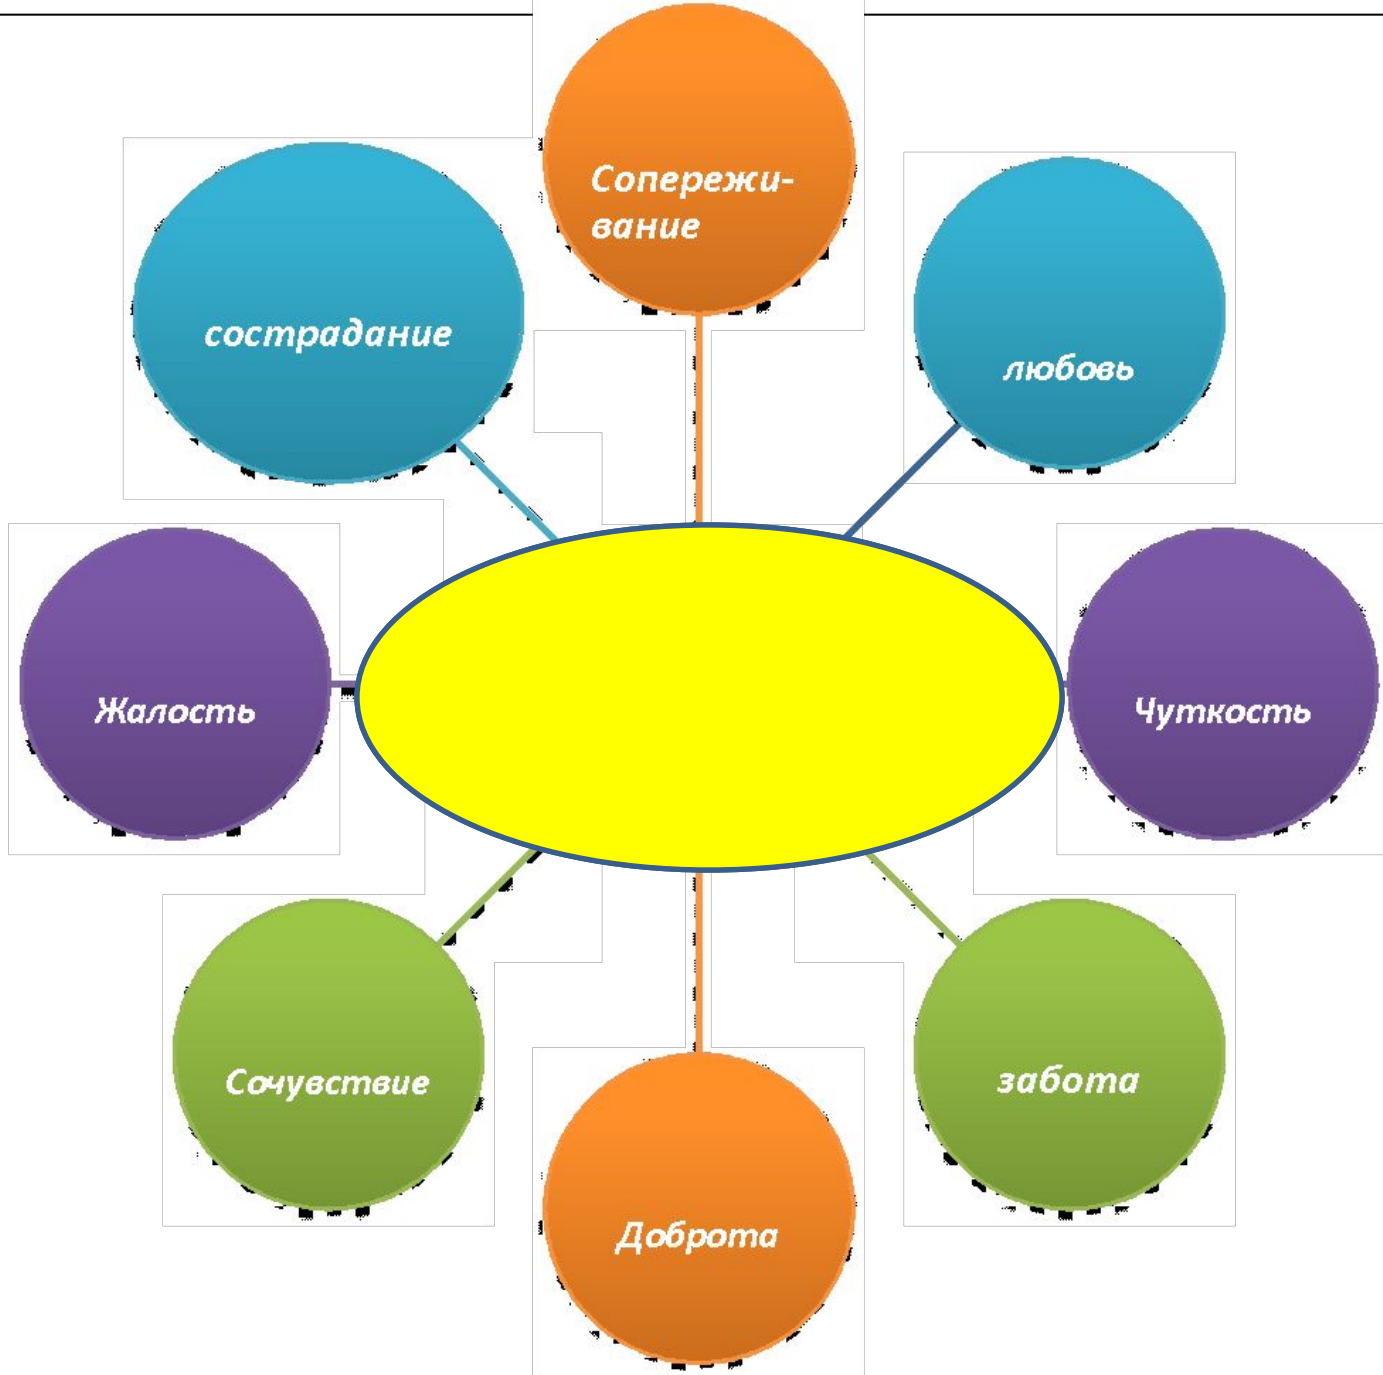 Сопережи-
вание
сострадание
любовь
Жалость
Чуткость
Сочувствие
забота
Доброта